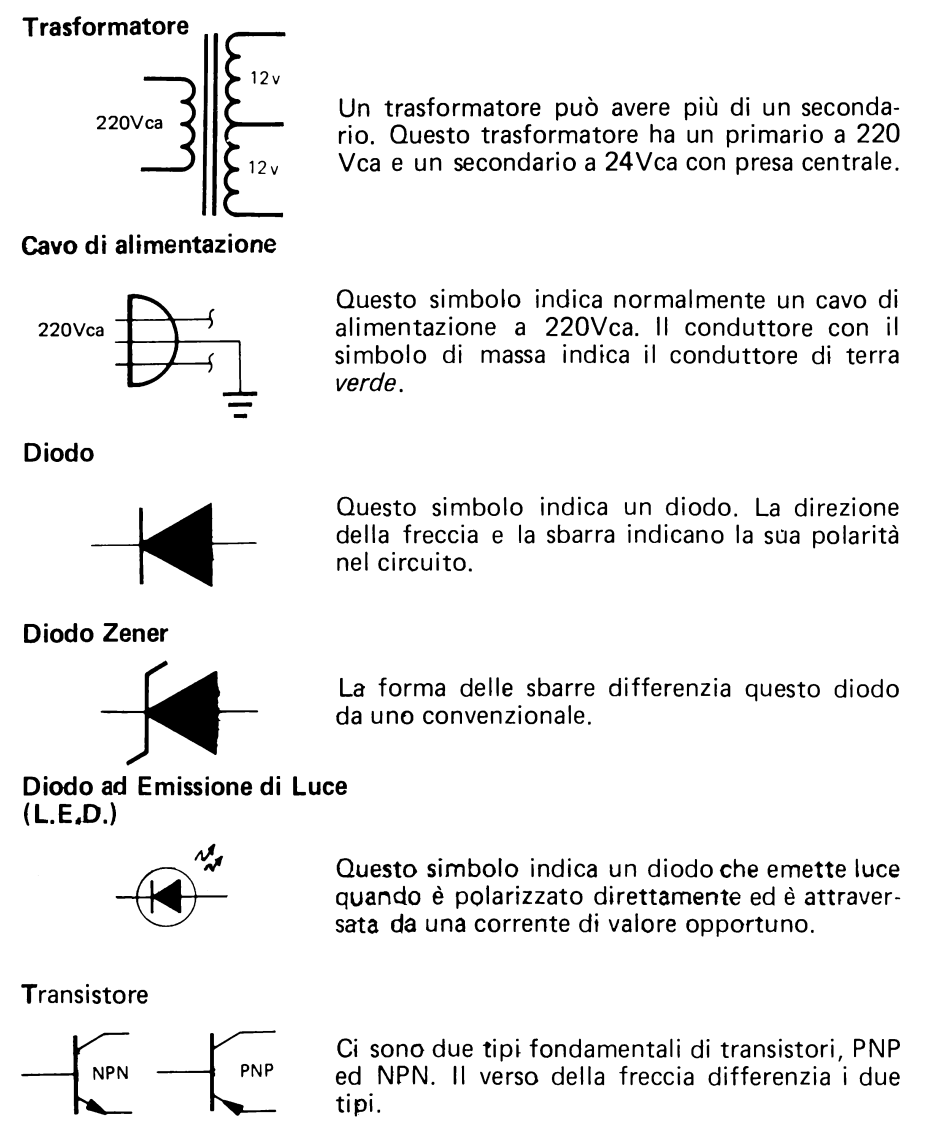 Trasformatore
12v
220Vca
12v
Un trasformatore può avere più di un seconda-
rio. Questo trasformatore ha un primario a 220
Vca e un secondario a 24Vca con presa centrale.
Cavo di alimentazione
220Vca
Questo simbolo indica normalmente un cavo di
alimentazione a 220Vca. Il conduttore con il
simbolo di massa indica il conduttore di terra
verde.
Diodo
Questo simbolo indica un diodo. La direzione
della freccia e la sbarra indicano la sua polarità
nel circuito.
Diodo Zener
La forma delle sbarre differenzia questo diodo
da uno convenzionale.
Diodo ad Emissione di Luce
(L.E.D.)
Questo simbolo indica un diodo che emette luce
quando è polarizzato direttamente ed è attraver-
sata da una corrente di valore opportuno.
Transistore
NPN
PNP
Ci sono due tipi fondamentali di transistori, PNP
ed NPN. Il verso della freccia differenzia i due
tipi.